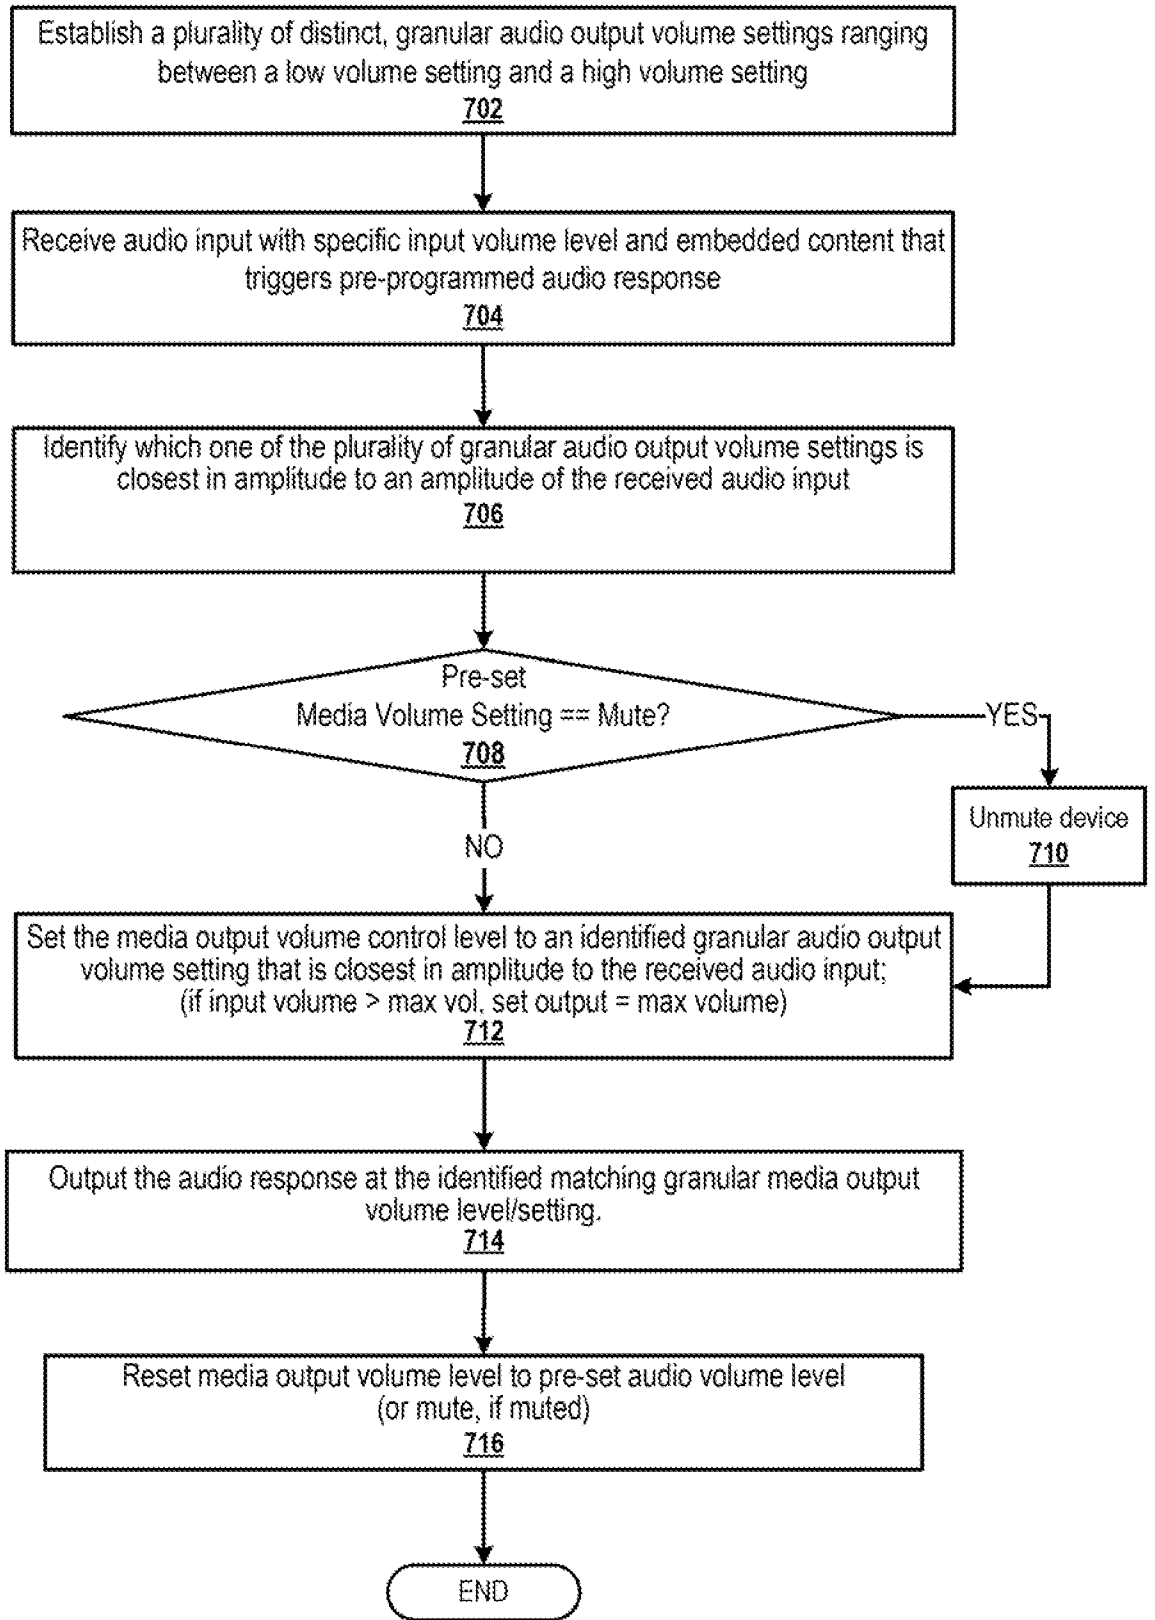 Establish a plurality of distinct, granular audio output volume settings ranging
between a low volume setting and a high volume setting
702
Receive audio input with specific input volume level and embedded content that
triggers pre-programmed audio response
704
Identify which one of the plurality of granular audio output volume settings is
closest in amplitude to an amplitude of the received audio input
706
Pre-set
Media Volume Setting == Mute?
708
YES
Unmute device
710
NO
Set the media output volume control level to an identified granular audio output
volume setting that is closest in amplitude to the received audio input;
(if input volume > max vol, set output = max volume)
712
Output the audio response at the identified matching granular media output
volume level/setting.
714
Reset media output volume level to pre-set audio volume level
(or mute, if muted)
716
END